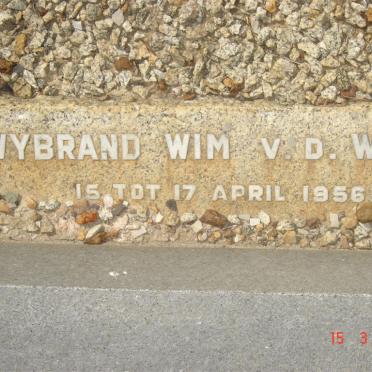 WYBRAND WIM V. D. W
15 TOT 17 APRIL 1956
15 3